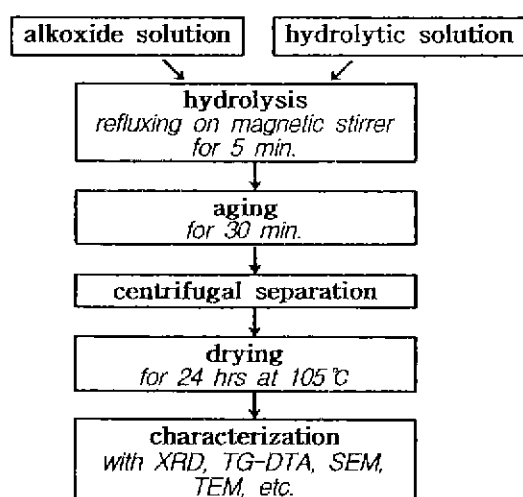 alkoxide solution
hydrolytic solution
hydrolysis
refluxing on magnetic stirrer
for 5 min.
aging
for 30 min.
centrifugal separation
drying
for 24 hrs at 105℃
characterization
with XRD, TG-DTA, SEM,
TEM, etc.